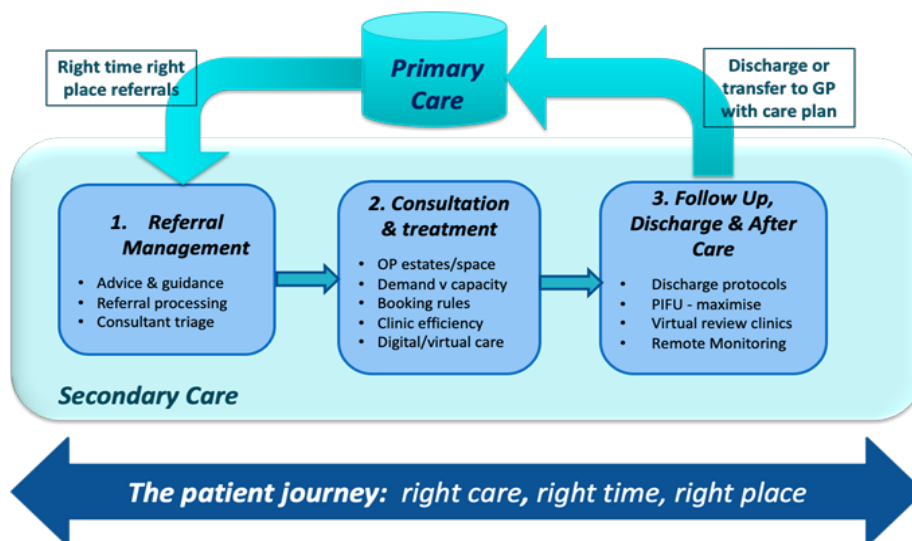 Right time right
place referrals
Primary
Care
Discharge or
transfer to GP
with care plan
1. Referral
Management
• Advice & guidance
• Referral processing
• Consultant triage
2. Consultation
& treatment
• OP estates/space
• Demand v capacity
• Booking rules
• Clinic efficiency
• Digital/virtual care
3. Follow Up,
Discharge & After
Care
• Discharge protocols
• PIFU - maximise
• Virtual review clinics
• Remote Monitoring
Secondary Care
The patient journey: right care, right time, right place